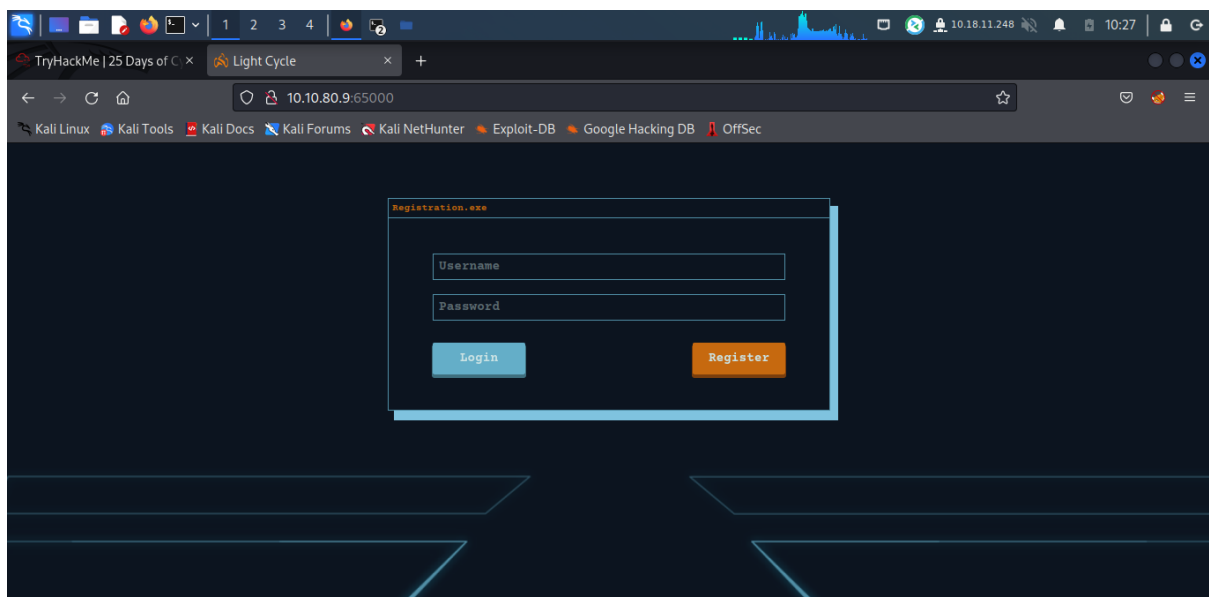 1 2 3 4 10.18.11.248 10:27
TryHackMe | 25 Days of C Light Cycle
10.10.80.9:65000
Kali Linux Kali Tools Kali Docs Kali Forums Kali NetHunter Exploit-DB Google Hacking DB OffSec
Registration.exe
Username
Password
Login Register